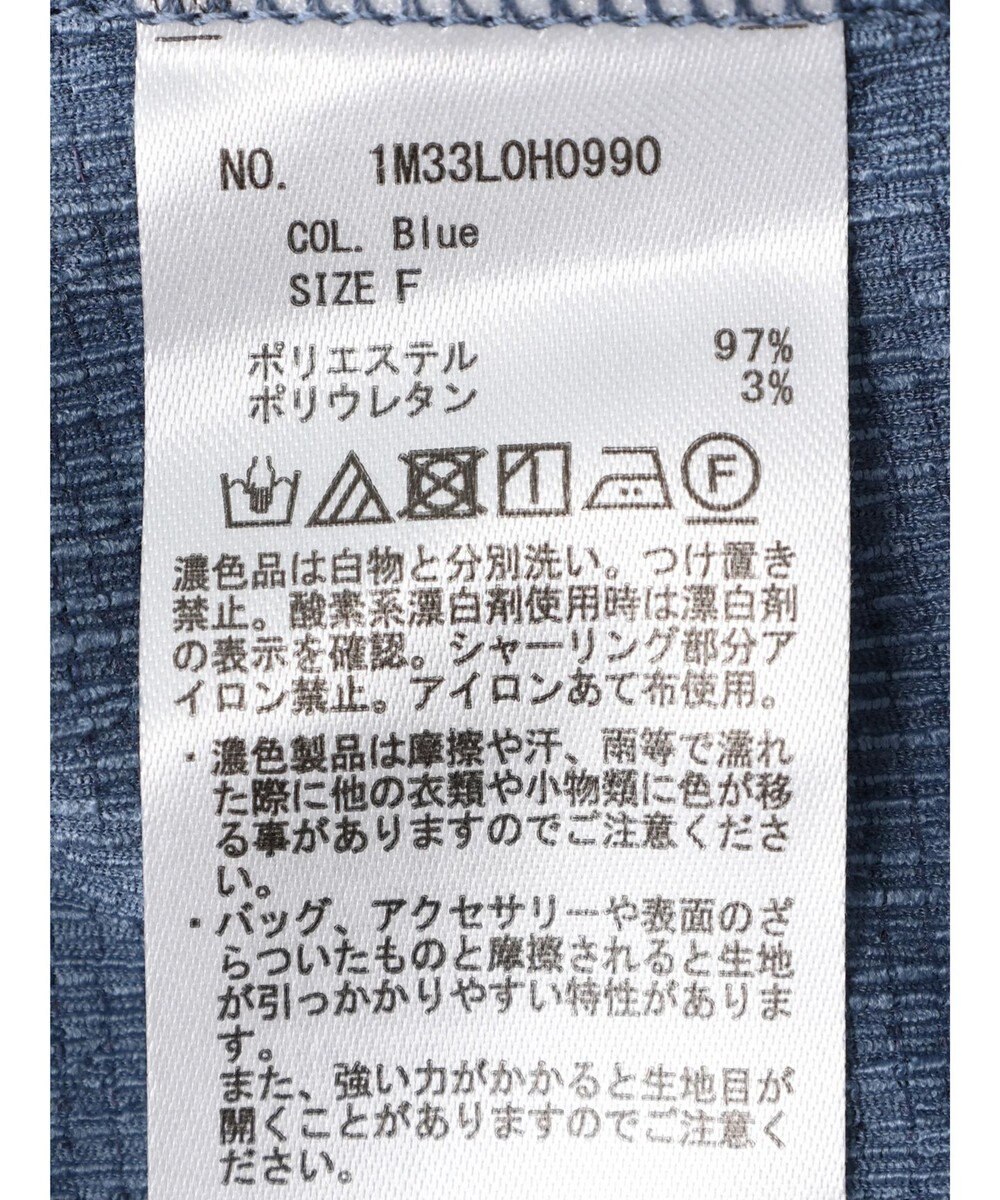 NO. 1M33L0H0990
COL. Blue
SIZE F
ポリエステル 97%
ポリウレタン 3%
F
濃色品は白物と分別洗い。つけ置き
禁止。酸素系漂白剤使用時は漂白剤
の表示を確認。シャーリング部分ア
イロン禁止。アイロンあて布使用。
・濃色製品は摩擦や汗、雨等で濡れ
た際に他の衣類や小物類に色が移
る事がありますのでご注意くださ
い。
・バッグ、アクセサリーや表面のざ
らついたものと摩擦されると生地
が引っかかりやすい特性がありま
す。
また、強い力がかかると生地目が
開くことがありますのでご注意く
ださい。